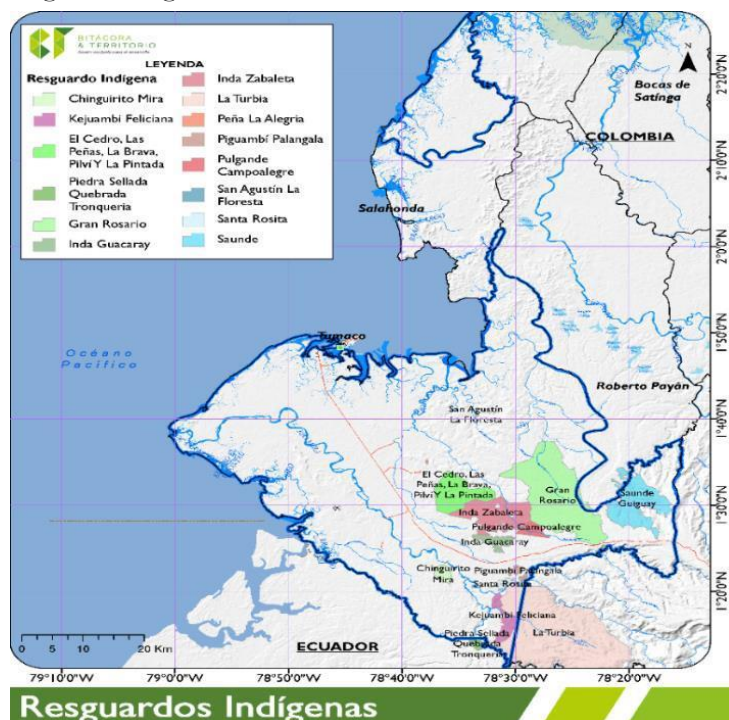 BITÁCORA
& TERRITORIO
LEYENDA
Resguardo Indígena
Chinguirito Mira
Kejuambi Feliciana
El Cedro, Las
Peñas, La Brava,
Pilví Y La Pintada
Piedra Sellada
Quebrada
Tronqueria
Gran Rosario
Inda Guacaray
Inda Zabaleta
La Turbia
Peña La Alegria
Piguambí Palangala
Pulgande
Campoalegre
San Agustín La
Floresta
Santa Rosita
Saunde
N
Bocas de
Satinga
COLOMBIA
Salahonda
Tumaco
Océano
Pacífico
Roberto Payán
San Agustín
La Floresta
El Cedro, Las
Peñas, La Brava,
Pilví Y La Pintada
Gran
Rosario
Saunde
Guiguay
Inda Zabaleta
Pulgande Campoalegre
Inda Guacaray
Chinguirito
Mira
Piguambí Palangala
Santa Rosita
Kejuambi Feliciana
Piedra Sellada
Quebrada
Tronqueria
La Turbia
ECUADOR
0 5 10 20 Km
2°20'0"N
2°10'0"N
2°0'0"N
1°50'0"N
1°40'0"N
1°30'0"N
1°20'0"N
79°10'0"W
79°0'0"W
78°50'0"W
78°40'0"W
78°30'0"W
78°20'0"W
Resguardos Indígenas